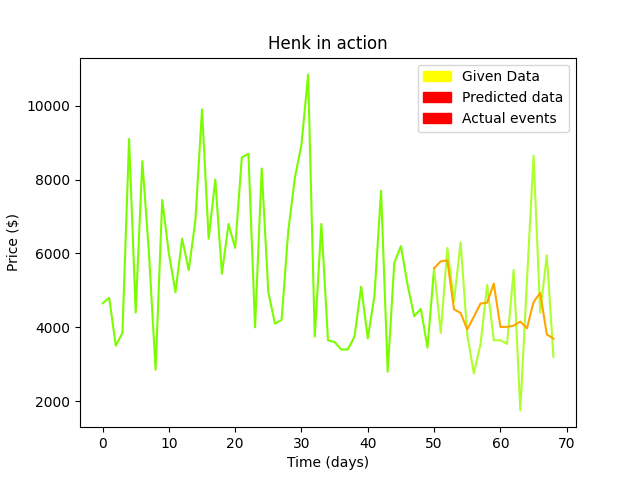 Henk in action
Given Data
Predicted data
Actual events
Price ($)
10000
8000
6000
4000
2000
0 10 20 30 40 50 60 70
Time (days)